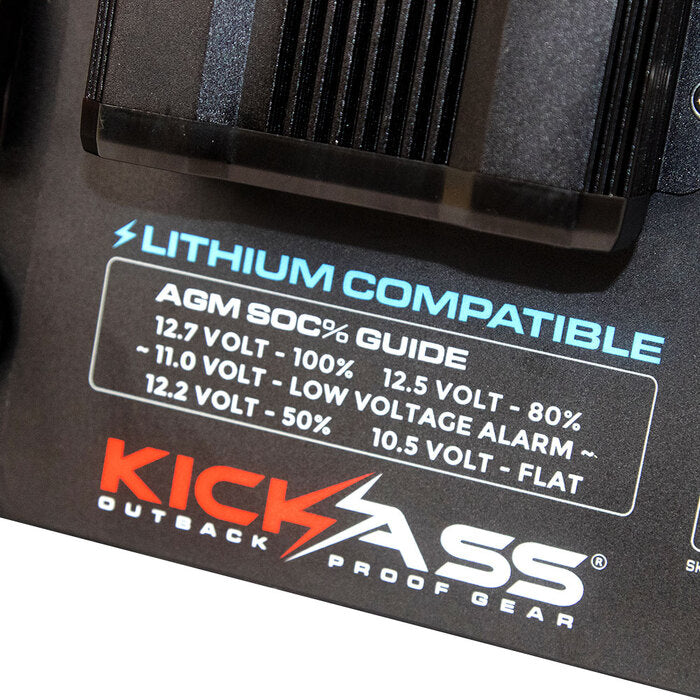 LITHIUM COMPATIBLE
AGM SOC% GUIDE
12.7 VOLT - 100% 12.5 VOLT - 80%
~ 11.0 VOLT - LOW VOLTAGE ALARM ~
12.2 VOLT - 50% 10.5 VOLT - FLAT
KICKASS®
OUTBACK PROOF GEAR
SK